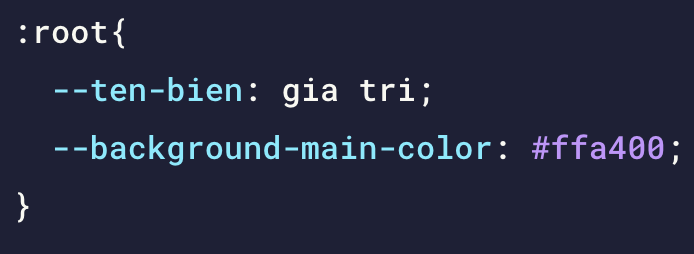 :root{
--ten-bien: gia tri;
--background-main-color: #ffa400;
}